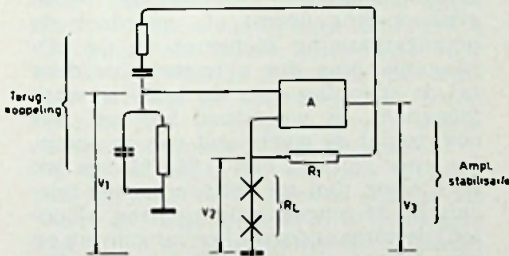 Terug-
koppeling
A
R1
Ampl.
stabilisatie
V1
V2
RL
V3